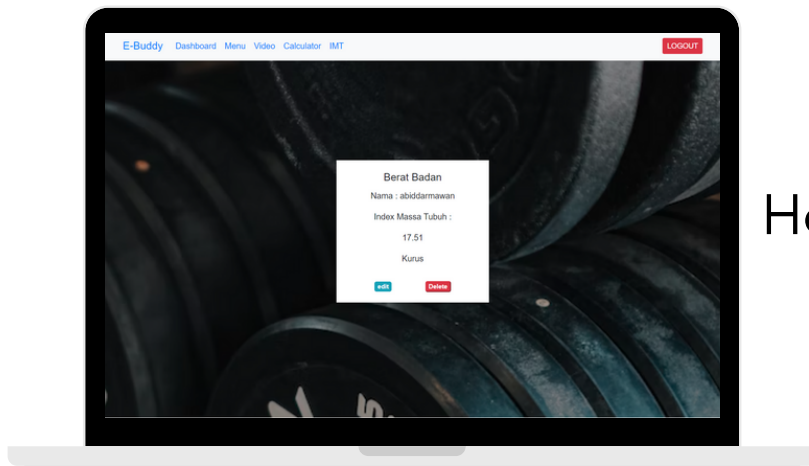 E-Buddy Dashboard Menu Video Calculator IMT LOGOUT
Berat Badan
Nama : abiddarmawan
Index Massa Tubuh :
17.51
Kurus
edit Delete